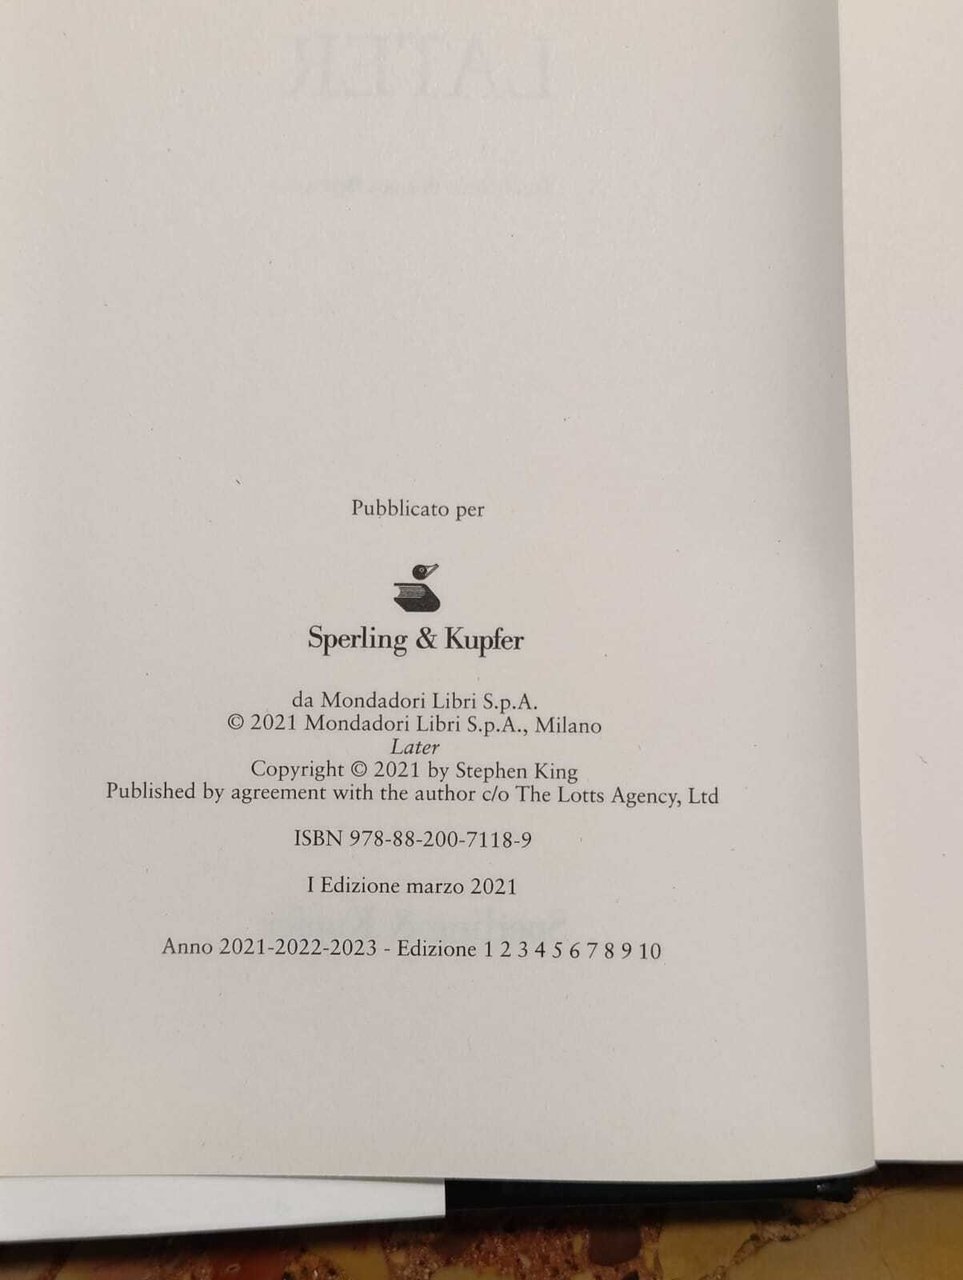 Pubblicato per
Sperling & Kupfer
da Mondadori Libri S.p.A.
© 2021 Mondadori Libri S.p.A., Milano
Later
Copyright © 2021 by Stephen King
Published by agreement with the author c/o The Lotts Agency, Ltd
ISBN 978-88-200-7118-9
I Edizione marzo 2021
Anno 2021-2022-2023 - Edizione 1 2 3 4 5 6 7 8 9 10